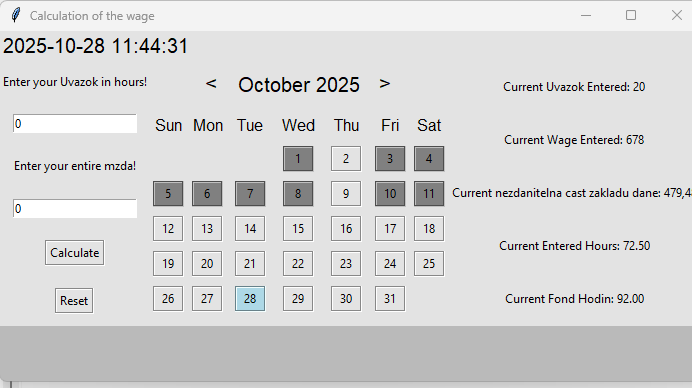 Calculation of the wage
2025-10-28 11:44:31
Enter your Uvazok in hours!
0
Enter your entire mzda!
0
Calculate
Reset
< October 2025 >
Sun Mon Tue Wed Thu Fri Sat
1 2 3 4
5 6 7 8 9 10 11
12 13 14 15 16 17 18
19 20 21 22 23 24 25
26 27 28 29 30 31
Current Uvazok Entered: 20
Current Wage Entered: 678
Current nezdanitelna cast zakladu dane: 479,4
Current Entered Hours: 72.50
Current Fond Hodin: 92.00